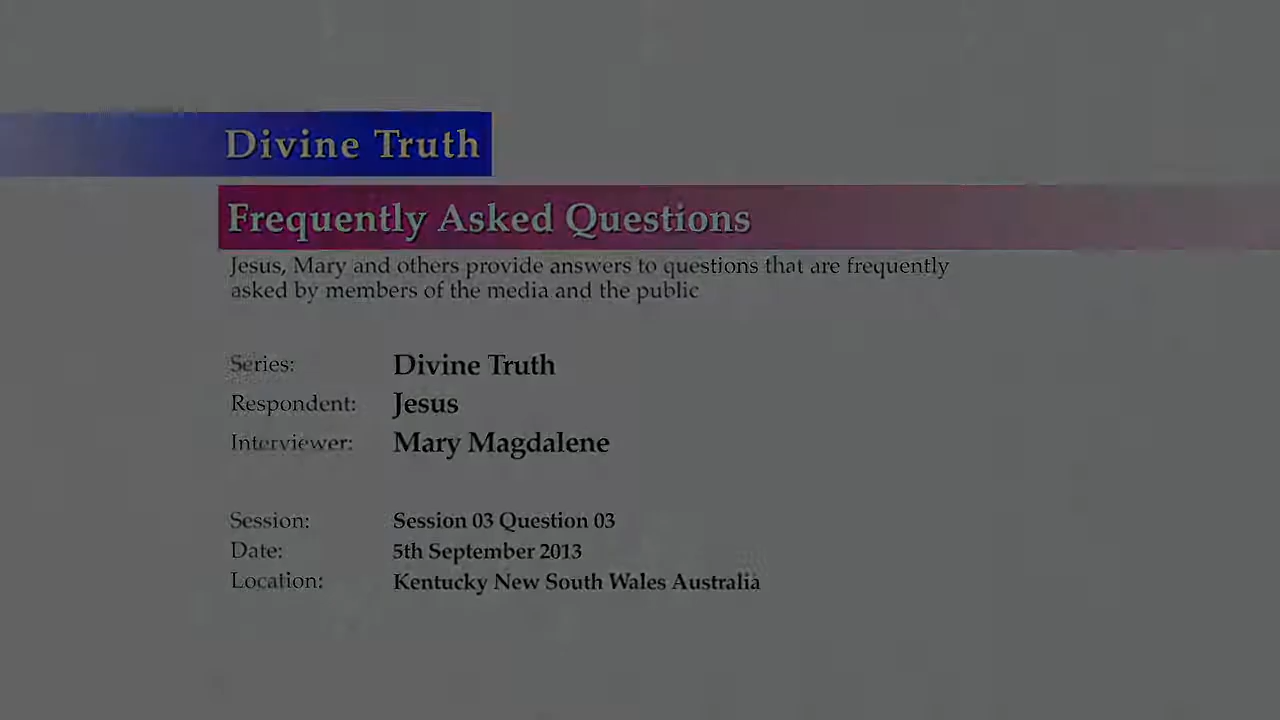 Divine Truth
Frequently Asked Questions
Jesus, Mary and others provide answers to questions that are frequently
asked by members of the media and the public
Series: Divine Truth
Respondent: Jesus
Interviewer: Mary Magdalene
Session: Session 03 Question 03
Date: 5th September 2013
Location: Kentucky New South Wales Australia